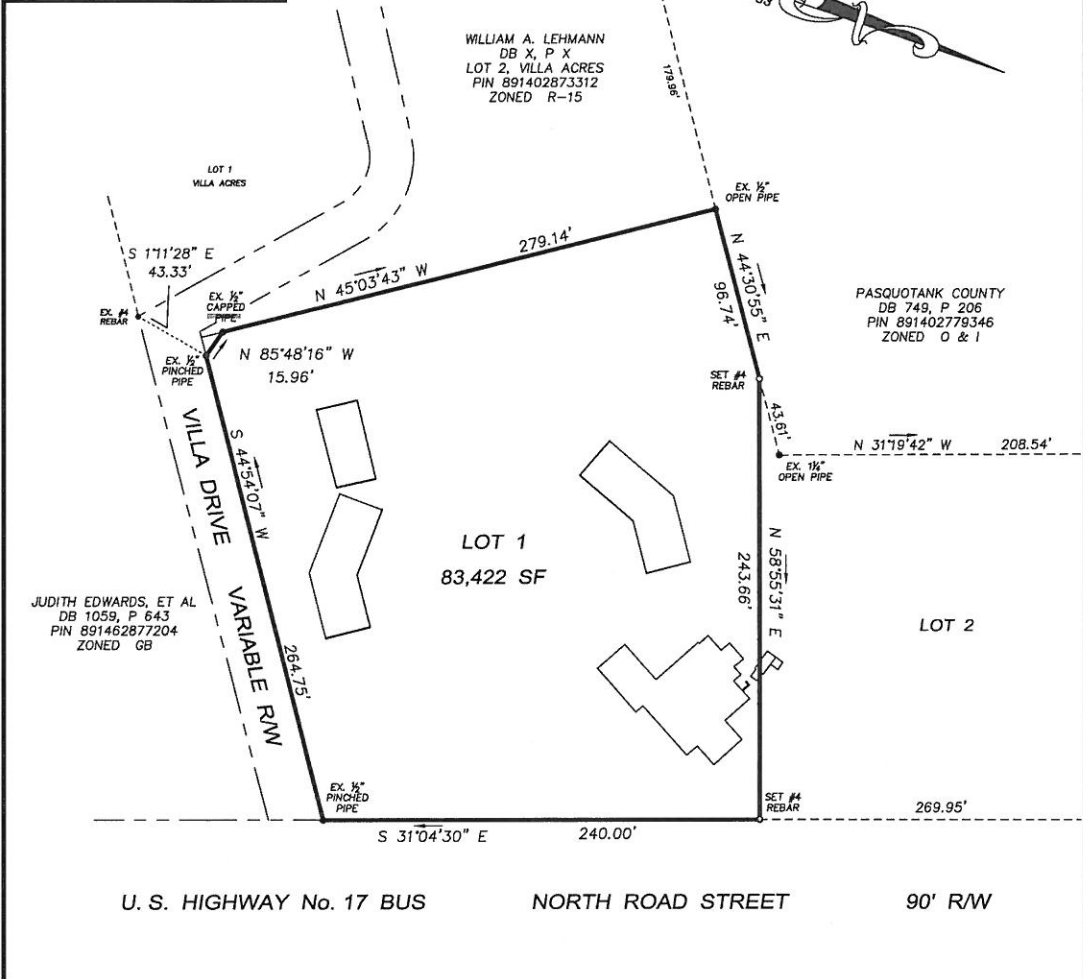 WILLIAM A. LEHMANN
DB X, P X
LOT 2, VILLA ACRES
PIN 891402873312
ZONED R-15
179.96'
LOT 1
VILLA ACRES
EX. ½"
OPEN PIPE
S 1°11'28" E
43.33'
279.14'
N 45°03'43" W
N 44°30'55" E
96.74'
EX. #4
REBAR
EX. ½"
CAPPED
PIPE
PASQUOTANK COUNTY
DB 749, P 206
PIN 891402779346
ZONED O & I
EX. ½"
PINCHED
PIPE
N 85°48'16" W
15.96'
SET #4
REBAR
43.61'
N 31°19'42" W 208.54'
EX. 1¼"
OPEN PIPE
VILLA DRIVE VARIABLE R/W
S 44°54'07" W
264.75'
LOT 1
83,422 SF
N 58°55'31" E
243.66'
JUDITH EDWARDS, ET AL
DB 1059, P 643
PIN 891462877204
ZONED GB
LOT 2
EX. ½"
PINCHED
PIPE
SET #4
REBAR
269.95'
S 31°04'30" E 240.00'
U. S. HIGHWAY No. 17 BUS NORTH ROAD STREET 90' R/W